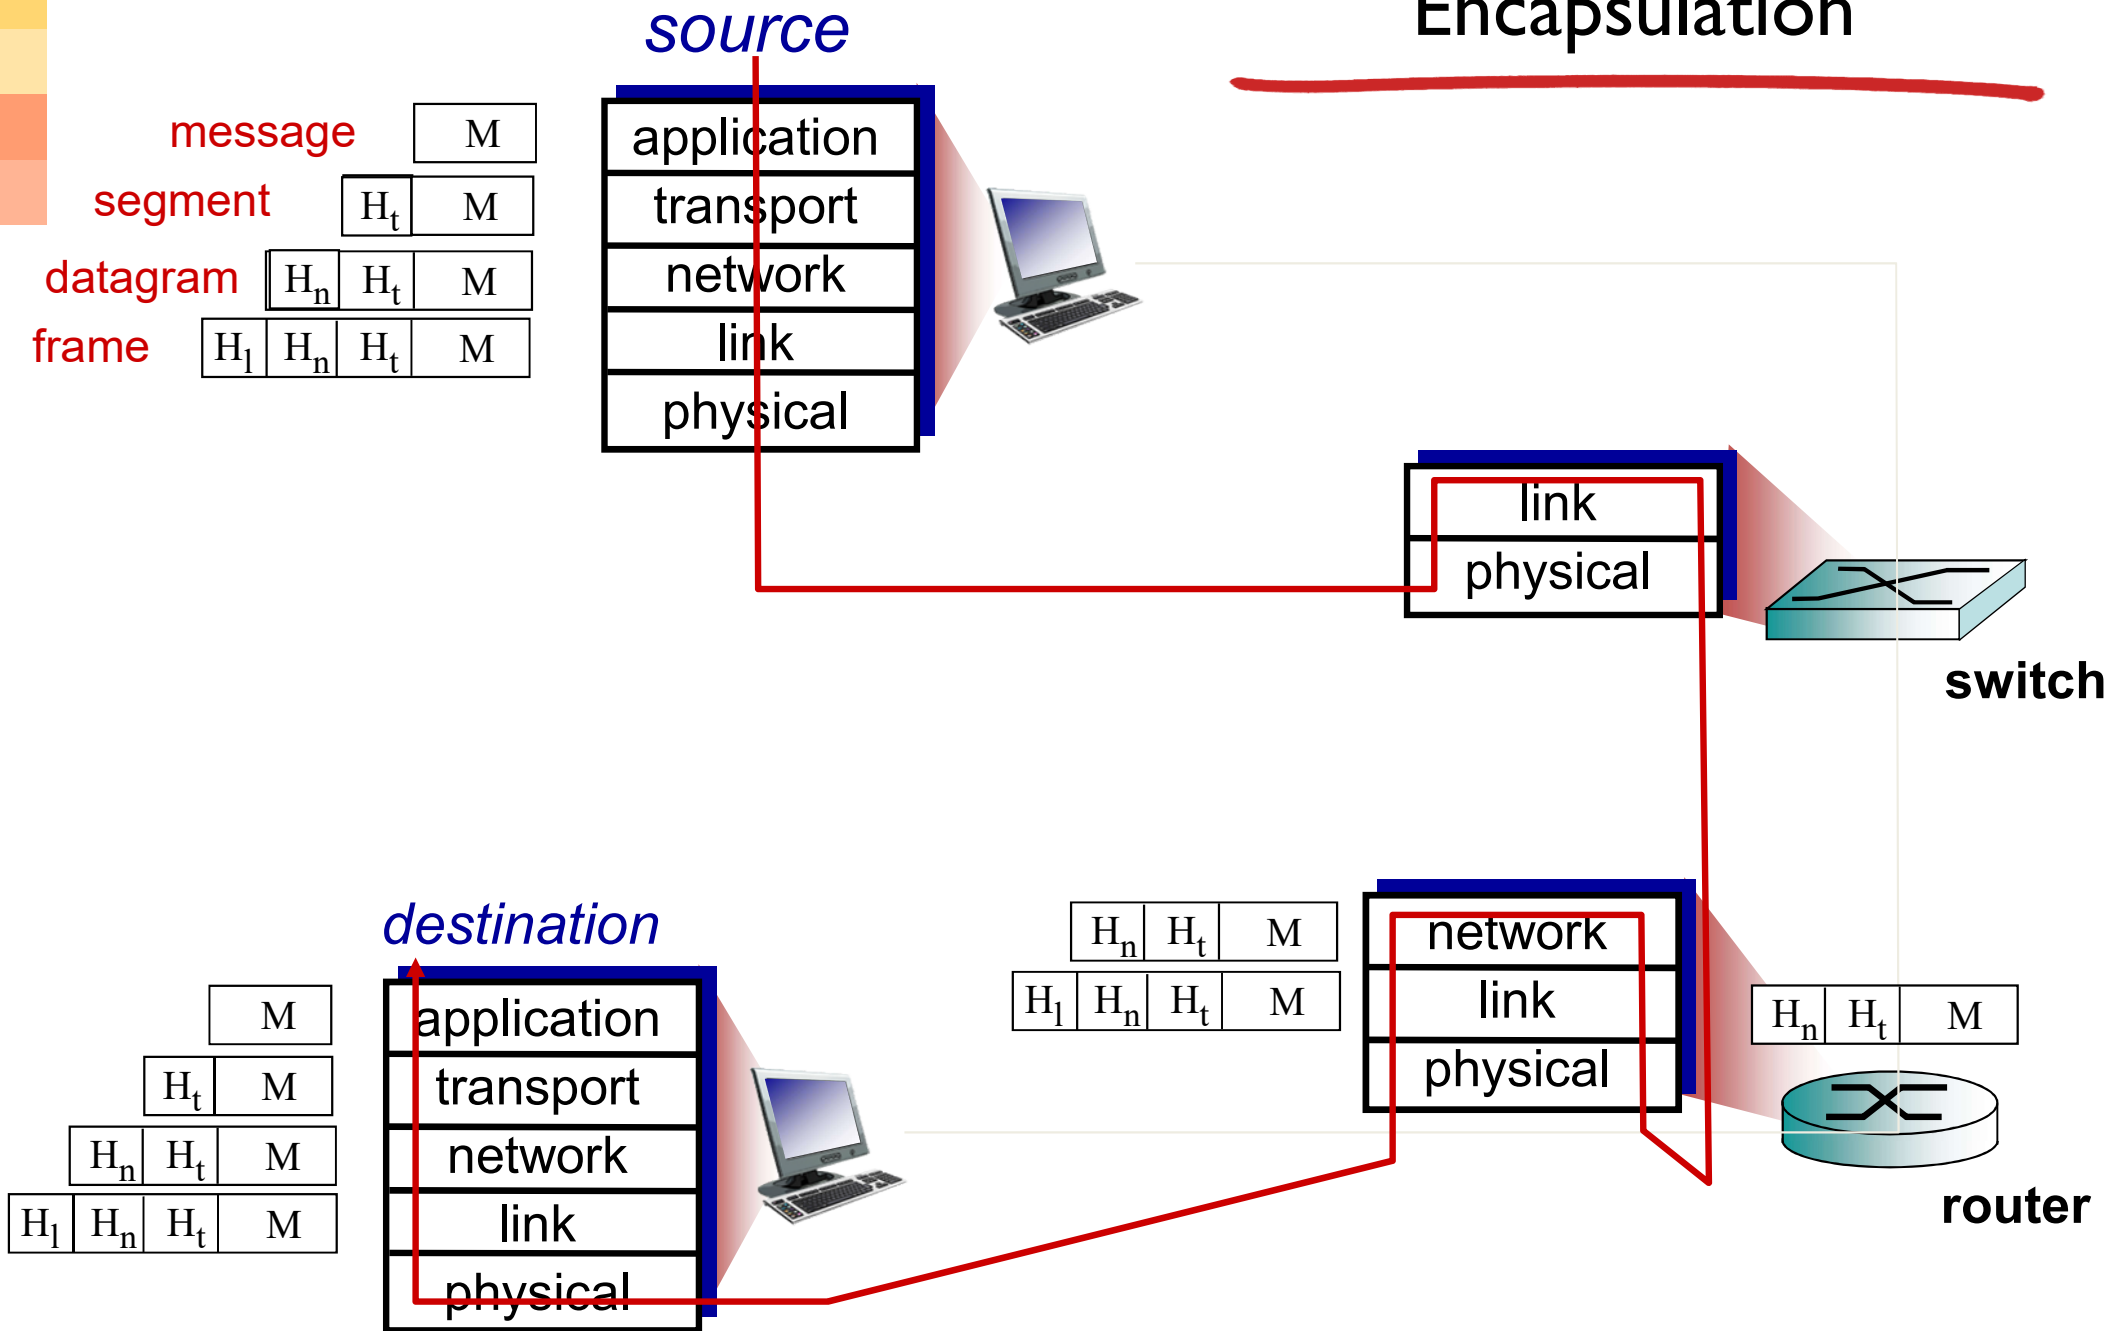 Encapsulation
source
message M
segment Ht M
datagram Hn Ht M
frame Hl Hn Ht M
application
transport
network
link
physical
link
physical
switch
destination
M
Ht M
Hn Ht M
Hl Hn Ht M
application
transport
network
link
physical
Hn Ht M
Hl Hn Ht M
network
link
physical
Hn Ht M
router